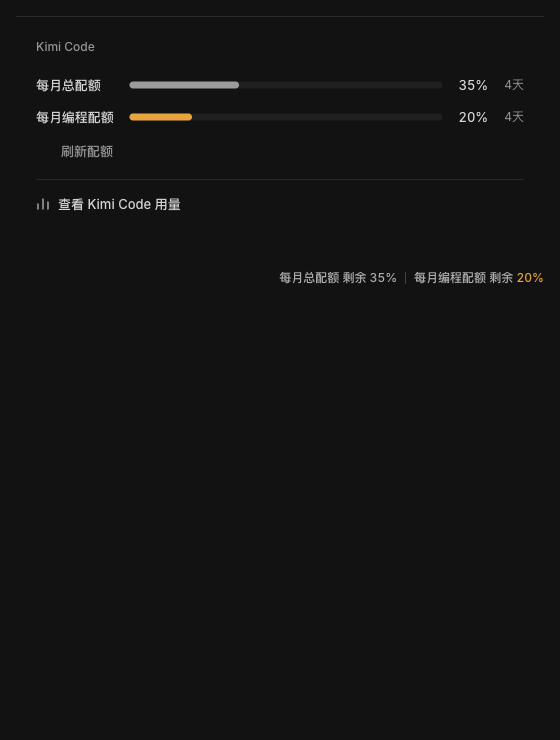 Kimi Code
每月总配额 35% 4天
每月编程配额 20% 4天
刷新配额
查看 Kimi Code 用量
每月总配额 剩余 35% | 每月编程配额 剩余 20%